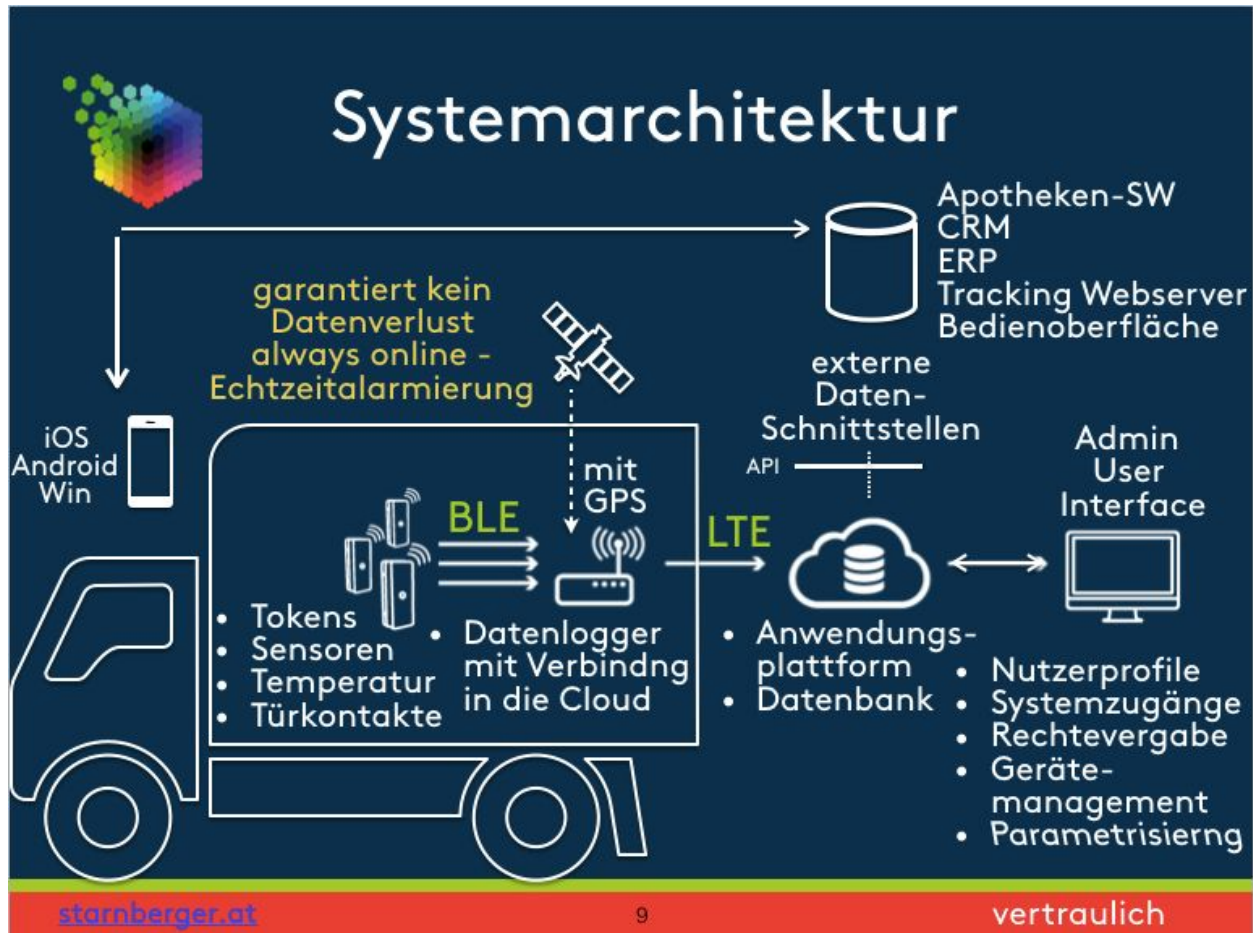 Systemarchitektur
Apotheken-SW
CRM
ERP
Tracking Webserver
Bedienoberfläche
garantiert kein
Datenverlust
always online -
Echtzeitalarmierung
externe
Daten-
Schnittstellen
API
iOS
Android
Win
mit
GPS
BLE
LTE
Admin
User
Interface
• Tokens
• Sensoren
• Temperatur
• Türkontakte
• Datenlogger
mit Verbindng
in die Cloud
• Anwendungs-
plattform
• Datenbank
• Nutzerprofile
• Systemzugänge
• Rechtevergabe
• Geräte-
management
• Parametrisierng
starnberger.at
9
vertraulich